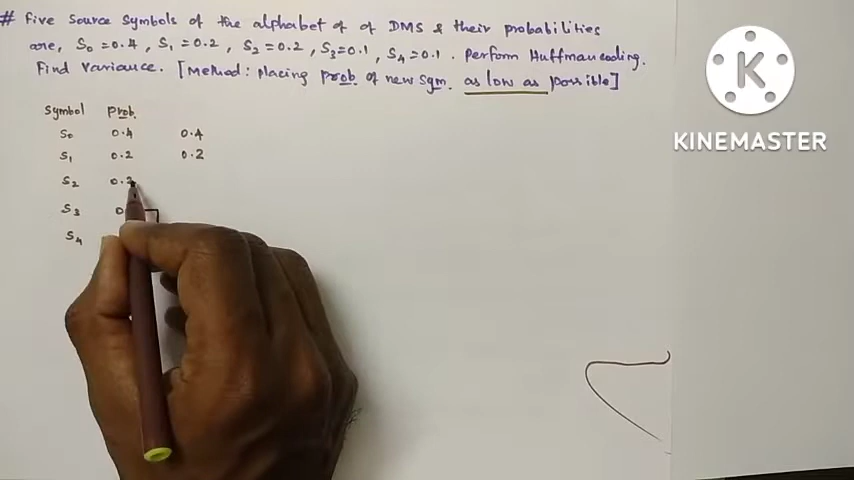 # Five Source Symbols of the alphabet of of DMS & their probabilities
are, S0 = 0.4, S1 = 0.2, S2 = 0.2, S3=0.1, S4=0.1. Perform Huffman coding.
Find Variance. [Method: Placing prob of new sym. as low as possible]
Symbol Prob.
S0 0.4 0.4
S1 0.2 0.2
S2
S3
S4
K
KINEMASTER